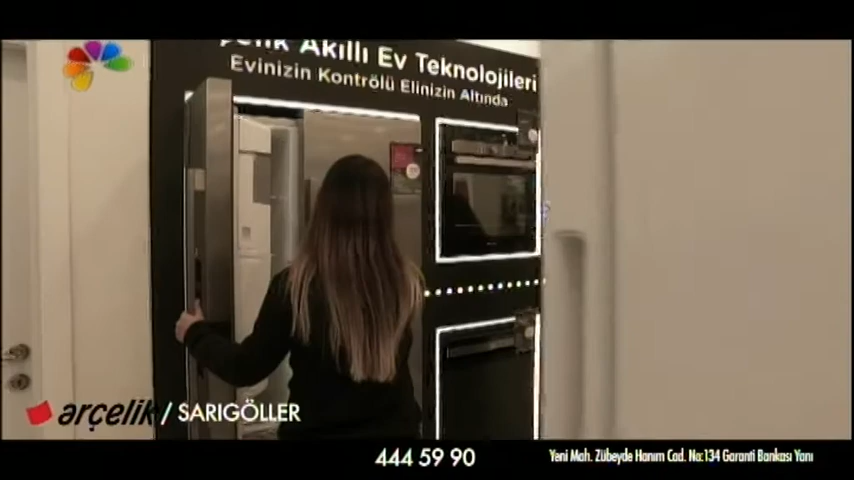 Akıllı Ev Teknolojileri
Evinizin Kontrölü Elinizin Altında
arçelik / SARIGÖLLER
444 59 90
Yeni Mah. Zübeyde Hanım Cad. No:134 Garanti Bankası Yanı